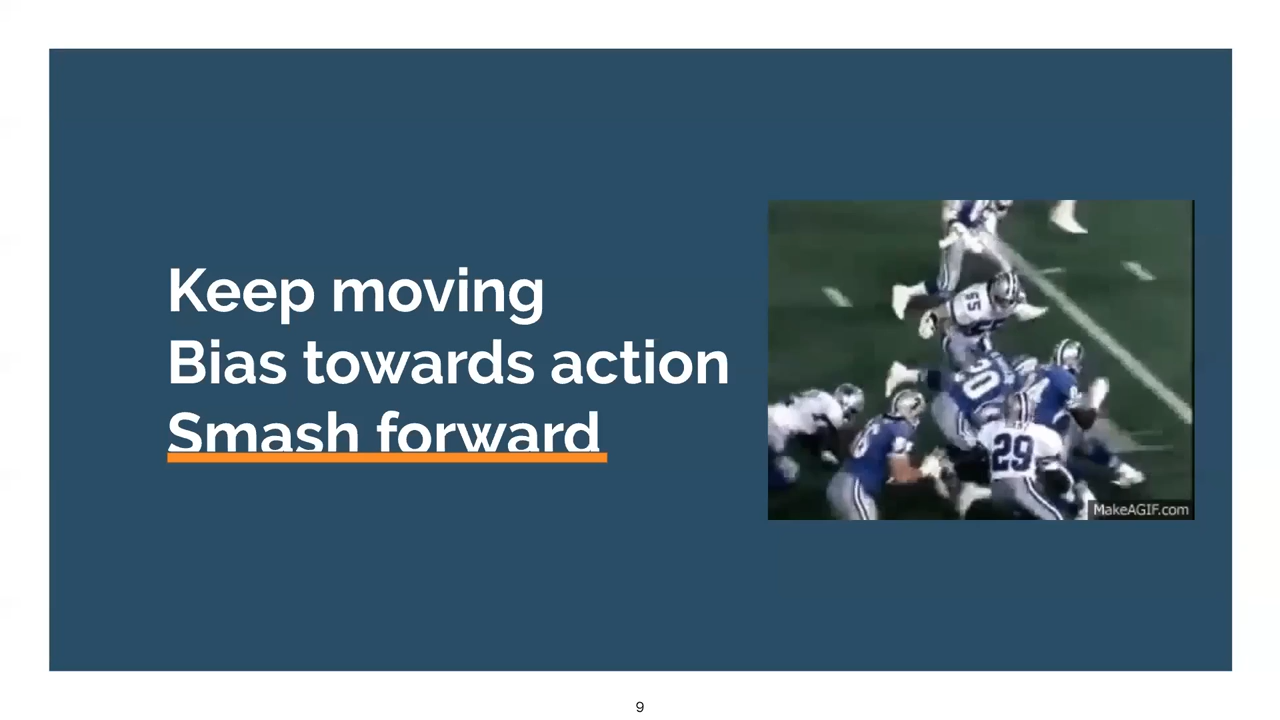 Keep moving
Bias towards action
Smash forward
55
20
29
MakeAGIF.com
9